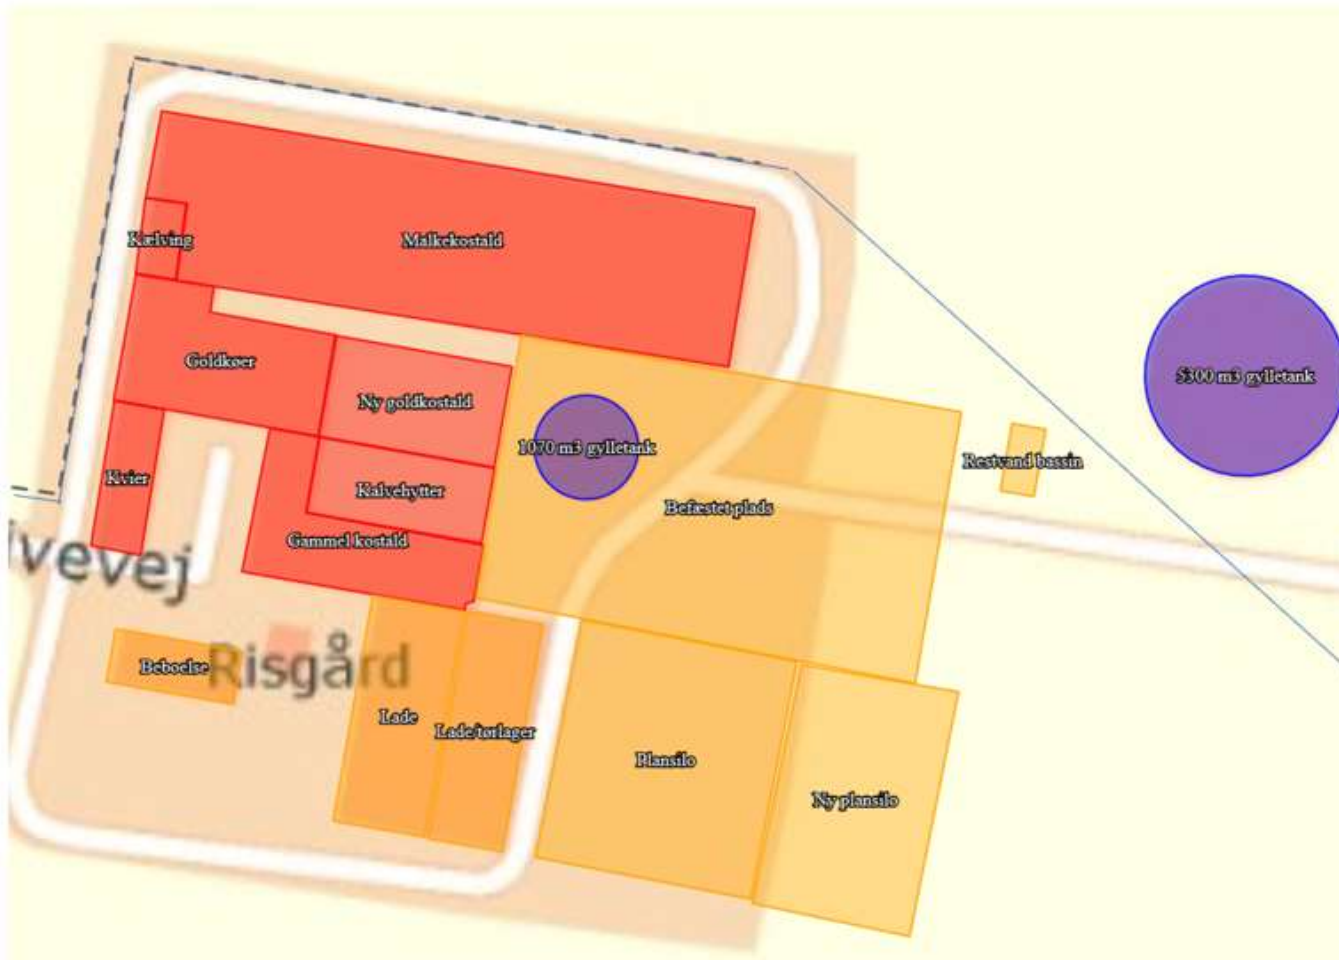 Kælving
Malkekostald
Goldkøer
Ny goldkostald
5300 m3 gylletank
1070 m3 gylletank
Restvand bassin
Kvier
Kalvehytter
Befæstet plads
Gammel kostald
vevej
Beboelse
Risgård
Lade
Lade/tørlager
Plansilo
Ny plansilo